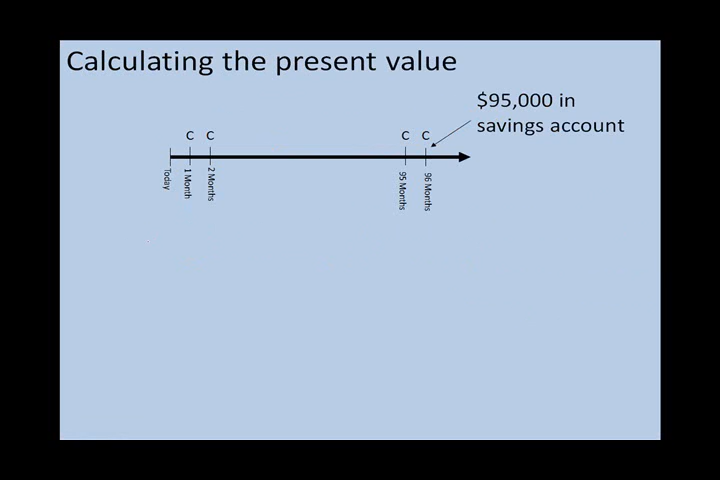 Calculating the present value
$95,000 in
savings account
C C C C
Today 1 Month 2 Months 95 Months 96 Months